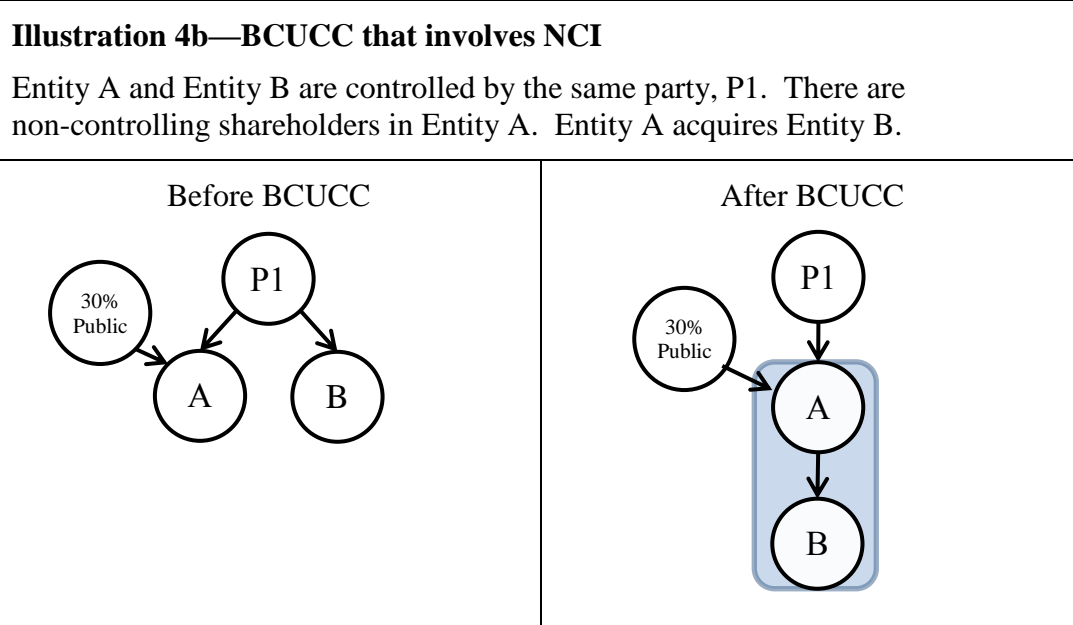 Illustration 4b—BCUCC that involves NCI
Entity A and Entity B are controlled by the same party, P1.  There are
non-controlling shareholders in Entity A.  Entity A acquires Entity B.
Before BCUCC
P1
30%
Public
A
B
After BCUCC
P1
30%
Public
A
B